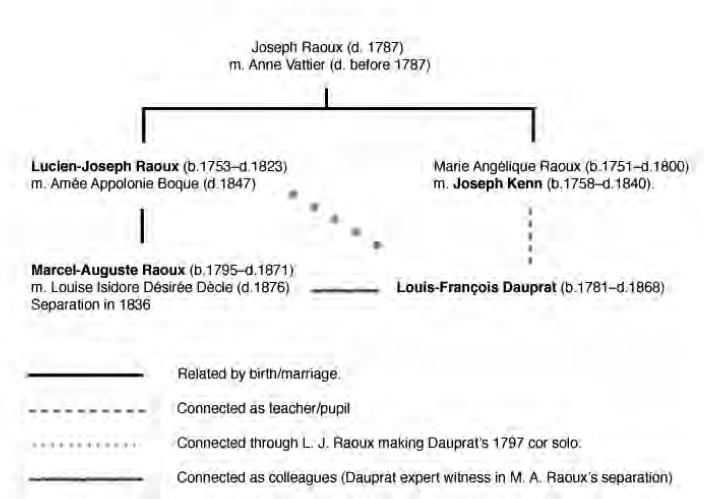 Joseph Raoux (d. 1787)
m. Anne Vattier (d. before 1787)
Lucien-Joseph Raoux (b.1753–d.1823)
m. Amée Appolonie Boque (d.1847)
Marie Angélique Raoux (b.1751–d.1800)
m. Joseph Kenn (b.1758–d.1840).
Marcel-Auguste Raoux (b.1795–d.1871)
m. Louise Isidore Désirée Dècle (d.1876)
Separation in 1836
Louis-François Dauprat (b.1781–d.1868)
Related by birth/marriage.
Connected as teacher/pupil
Connected through L. J. Raoux making Dauprat's 1797 cor solo.
Connected as colleagues (Dauprat expert witness in M. A. Raoux's separation)